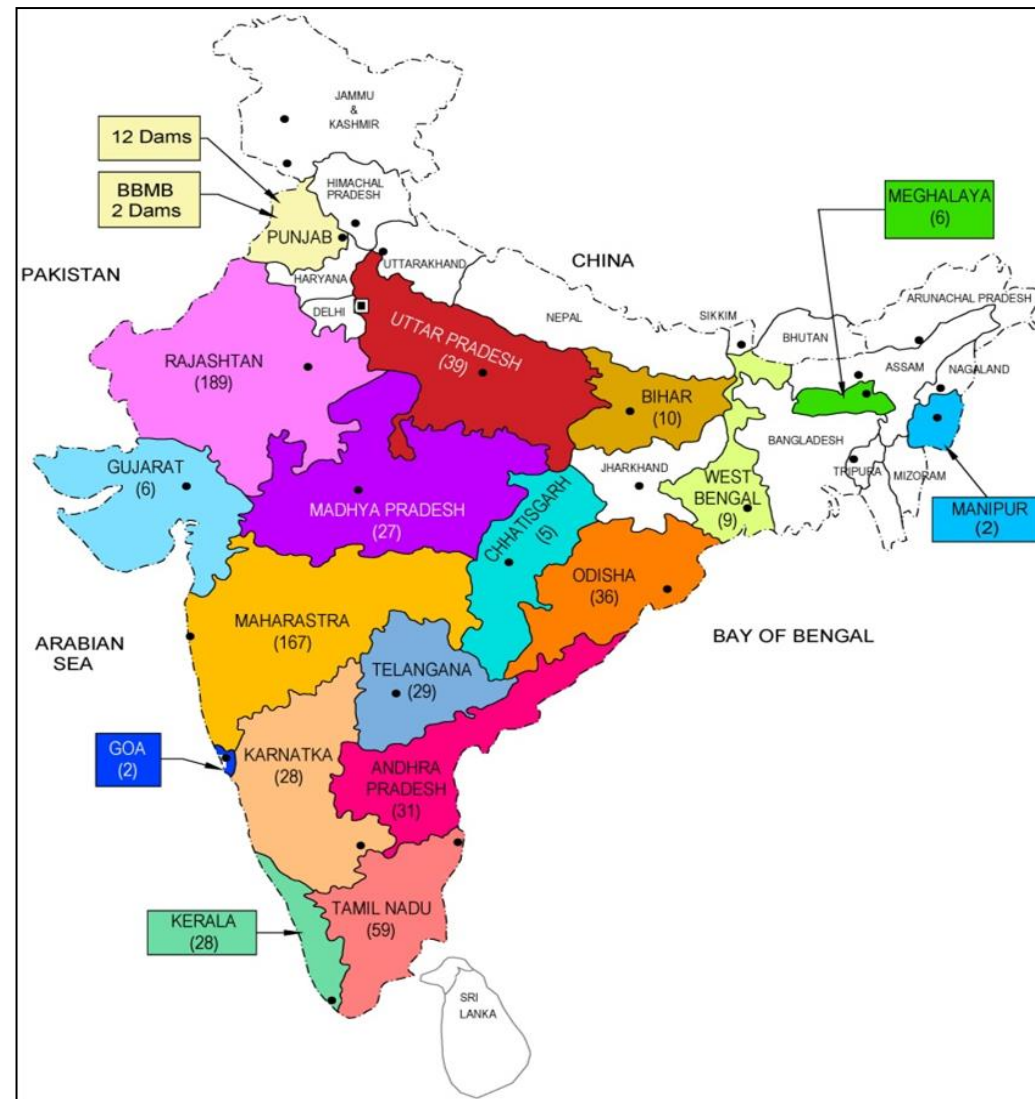 JAMMU
&
KASHMIR
12 Dams
BBMB
2 Dams
HIMACHAL
PRADESH
PUNJAB
MEGHALAYA
(6)
PAKISTAN
HARYANA
UTTARAKHAND
CHINA
DELHI
NEPAL
SIKKIM
BHUTAN
ARUNACHAL PRADESH
ASSAM
NAGALAND
RAJASHTAN
(189)
UTTAR PRADESH
(39)
BIHAR
(10)
BANGLADESH
GUJARAT
(6)
JHARKHAND
WEST
BENGAL
(9)
TRIPURA
MIZORAM
MADHYA PRADESH
(27)
CHHATISGARH
(5)
MANIPUR
(2)
ODISHA
(36)
MAHARASTRA
(167)
ARABIAN
SEA
BAY OF BENGAL
TELANGANA
(29)
GOA
(2)
KARNATKA
(28)
ANDHRA
PRADESH
(31)
KERALA
(28)
TAMIL NADU
(59)
SRI
LANKA